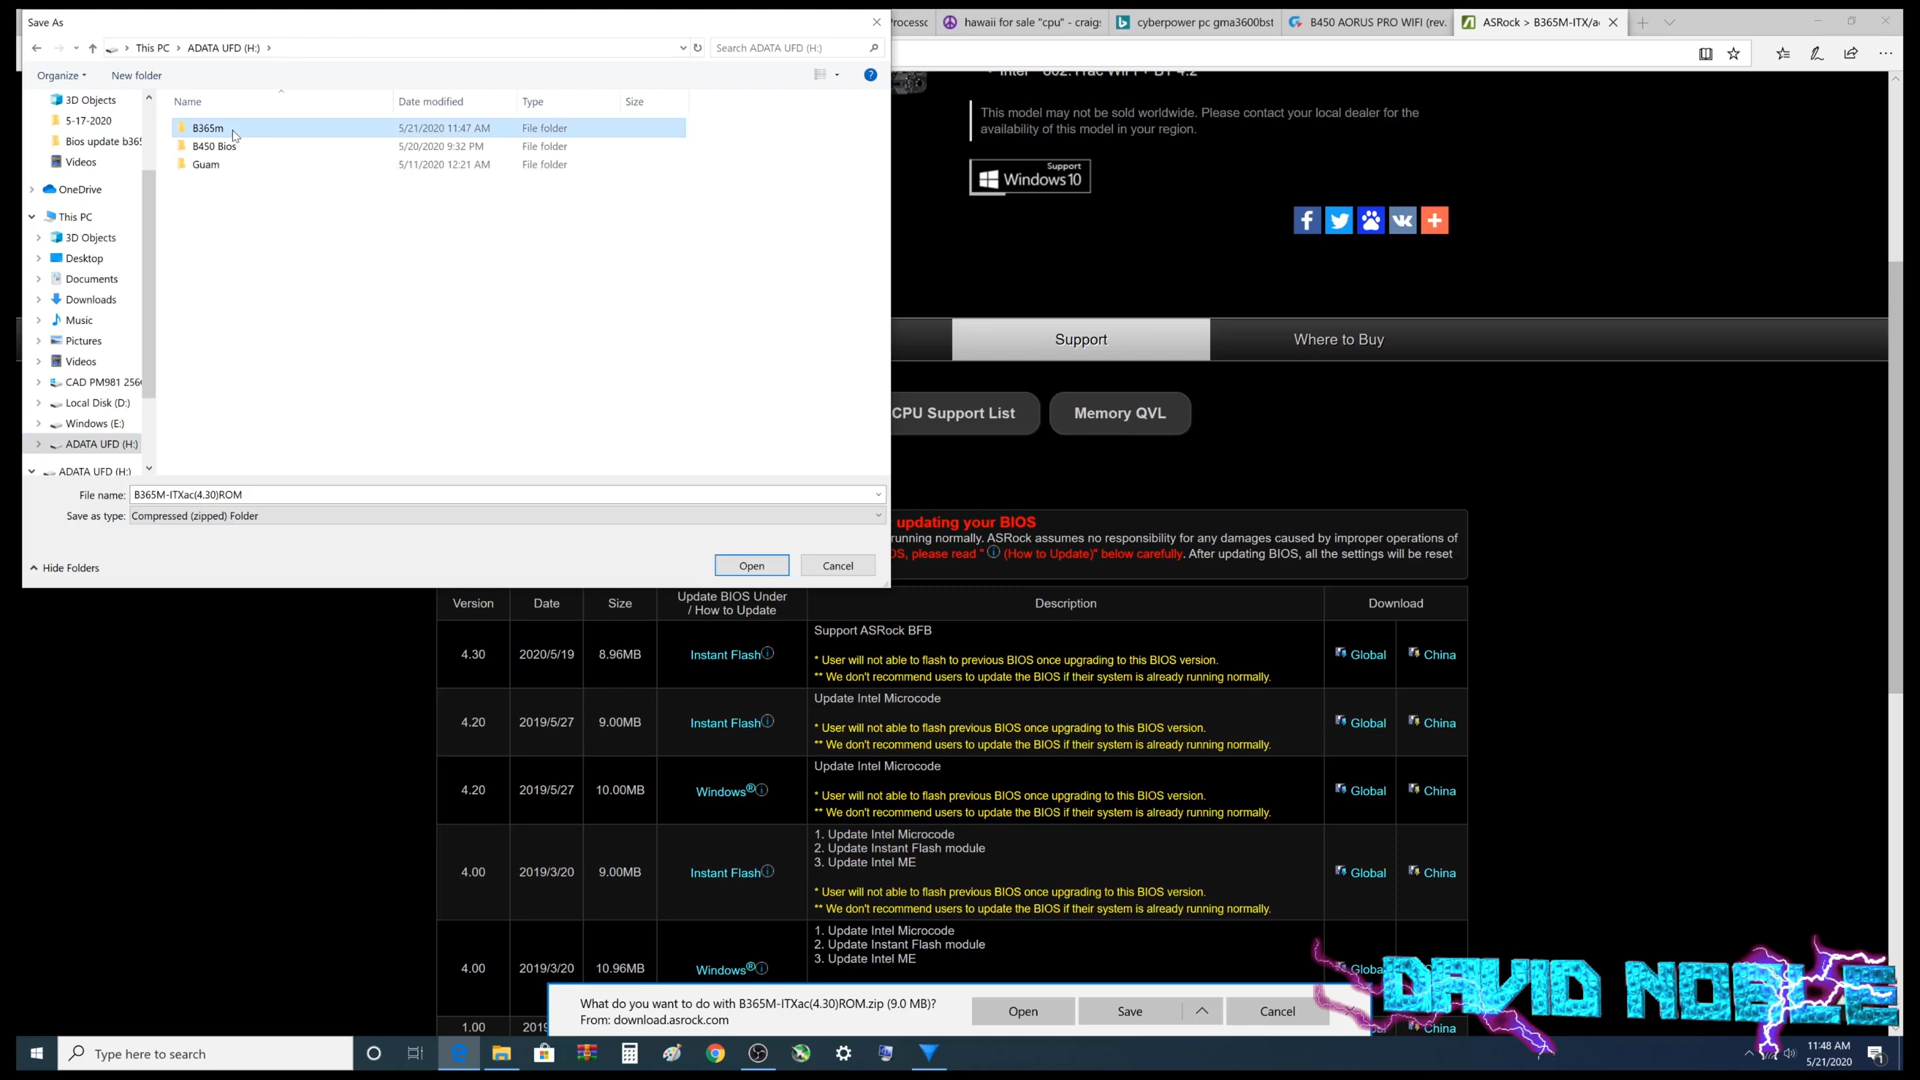 Save As
rocesso
hawaii for sale "cpu" - craigs
cyberpower pc gma3600bst
B450 AORUS PRO WIFI (rev.
ASRock > B365M-ITX/ac
This PC > ADATA UFD (H:) >
Search ADATA UFD (H:)
Organize
New folder
Name
Date modified
Type
Size
B365m
5/21/2020 11:47 AM
File folder
B450 Bios
5/20/2020 9:32 PM
File folder
Guam
5/11/2020 12:21 AM
File folder
3D Objects
5-17-2020
Bios update b365
Videos
OneDrive
This PC
3D Objects
Desktop
Documents
Downloads
Music
Pictures
Videos
CAD PM981 256
Local Disk (D:)
Windows (E:)
ADATA UFD (H:)
ADATA UFD (H:)
File name:
B365M-ITXac(4.30)ROM
Save as type:
Compressed (zipped) Folder
Hide Folders
Open
Cancel
This model may not be sold worldwide. Please contact your local dealer for the
availability of this model in your region.
Support
Windows 10
Support
Where to Buy
CPU Support List
Memory QVL
updating your BIOS
running normally. ASRock assumes no responsibility for any damages caused by improper operations of
OS, please read " (How to Update)" below carefully. After updating BIOS, all the settings will be reset
Version
Date
Size
Update BIOS Under
/ How to Update
Description
Download
4.30
2020/5/19
8.96MB
Instant Flash
Support ASRock BFB
* User will not able to flash to previous BIOS once upgrading to this BIOS version.
** We don't recommend users to update the BIOS if their system is already running normally.
Global
China
4.20
2019/5/27
9.00MB
Instant Flash
Update Intel Microcode
* User will not able to flash previous BIOS once upgrading to this BIOS version.
** We don't recommend users to update the BIOS if their system is already running normally.
Global
China
4.20
2019/5/27
10.00MB
Windows®
Update Intel Microcode
* User will not able to flash previous BIOS once upgrading to this BIOS version.
** We don't recommend users to update the BIOS if their system is already running normally.
Global
China
4.00
2019/3/20
9.00MB
Instant Flash
1. Update Intel Microcode
2. Update Instant Flash module
3. Update Intel ME
* User will not able to flash previous BIOS once upgrading to this BIOS version.
** We don't recommend users to update the BIOS if their system is already running normally.
Global
China
4.00
2019/3/20
10.96MB
Windows®
1. Update Intel Microcode
2. Update Instant Flash module
3. Update Intel ME
Globa
DAVID NOBLE
1.00
2019
China
What do you want to do with B365M-ITXac(4.30)ROM.zip (9.0 MB)?
From: download.asrock.com
Open
Save
Cancel
Type here to search
11:48 AM
5/21/2020